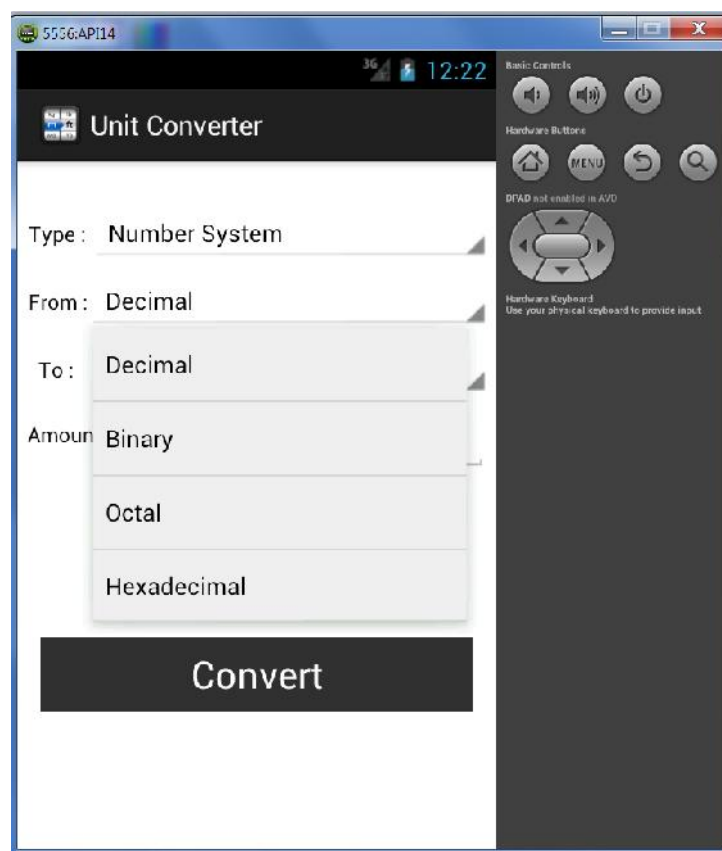 5556:API14
3G 12:22
Unit Converter
Type : Number System
From : Decimal
To :
Decimal
Amoun
Binary
Octal
Hexadecimal
Convert
Basic Controls
Hardware Buttons
MENU
DPAD not enabled in AVD
Hardware Keyboard
Use your physical keyboard to provide input